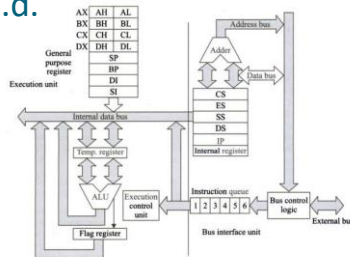 .d.
AX AH AL
BX BH BL
CX CH CL
DX DH DL
General
purpose
register
SP
BP
DI
SI
Execution unit
Address bus
Adder
Data bus
CS
ES
SS
DS
IP
Internal register
Internal data bus
Temp. register
ALU
Flag register
Execution
control
unit
Instruction queue
1 2 3 4 5 6
Bus interface unit
Bus control
logic
External bus